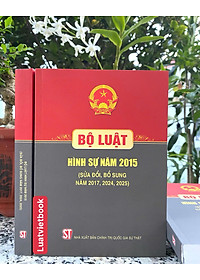 BỘ LUẬT
HÌNH SỰ NĂM 2015
(SỬA ĐỔI, BỔ SUNG
NĂM 2017, 2024, 2025)
ST
NHÀ XUẤT BẢN CHÍNH TRỊ QUỐC GIA SỰ THẬT
Luatvietbook
ST